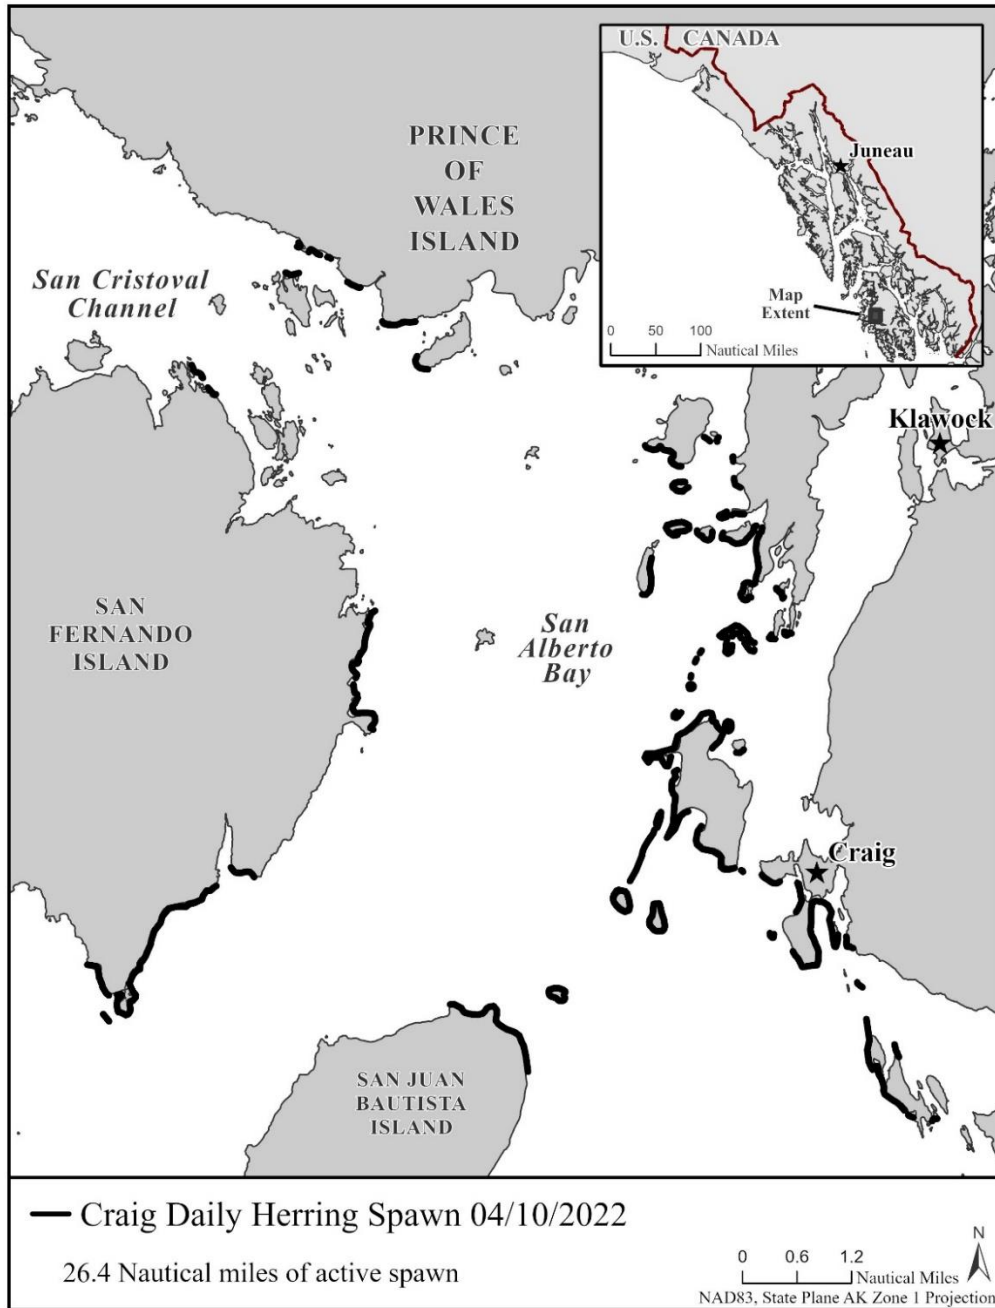 U.S. CANADA
Juneau
Map
Extent
0 50 100
Nautical Miles
PRINCE
OF
WALES
ISLAND
San Cristoval
Channel
Klawock
SAN
FERNANDO
ISLAND
San
Alberto
Bay
Craig
SAN JUAN
BAUTISTA
ISLAND
Craig Daily Herring Spawn 04/10/2022
26.4 Nautical miles of active spawn
N
0 0.6 1.2
Nautical Miles
NAD83, State Plane AK Zone 1 Projection